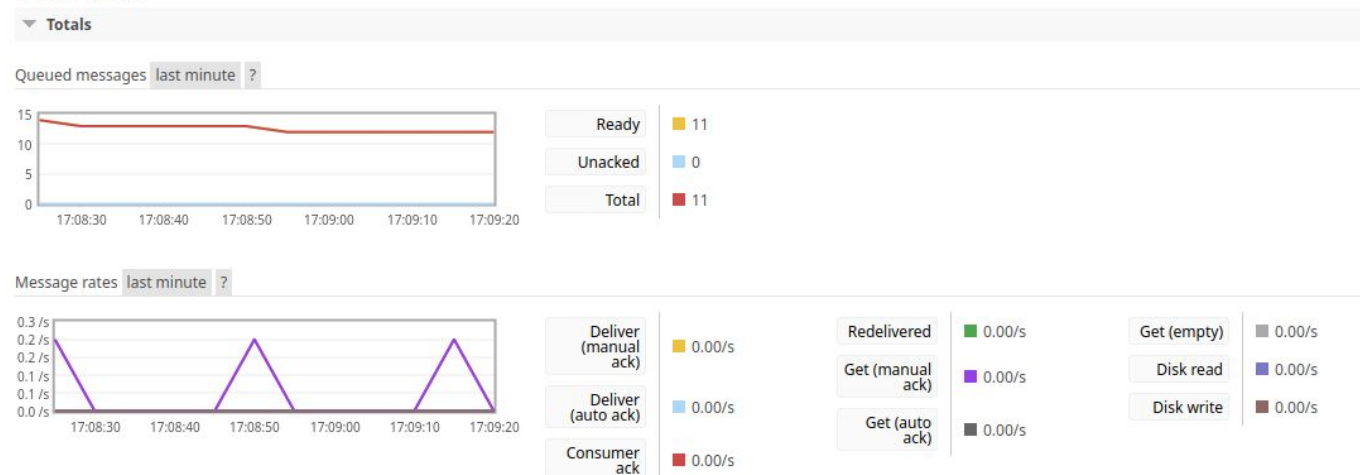 Totals
Queued messages last minute ?
15
10
5
0
17:08:30 17:08:40 17:08:50 17:09:00 17:09:10 17:09:20
Ready 11
Unacked 0
Total 11
Message rates last minute ?
0.3 /s
0.2 /s
0.2 /s
0.1 /s
0.1 /s
0.0 /s
17:08:30 17:08:40 17:08:50 17:09:00 17:09:10 17:09:20
Deliver
(manual
ack)
0.00/s
Deliver
(auto ack)
0.00/s
Consumer
ack
0.00/s
Redelivered 0.00/s
Get (manual
ack)
0.00/s
Get (auto
ack)
0.00/s
Get (empty) 0.00/s
Disk read 0.00/s
Disk write 0.00/s